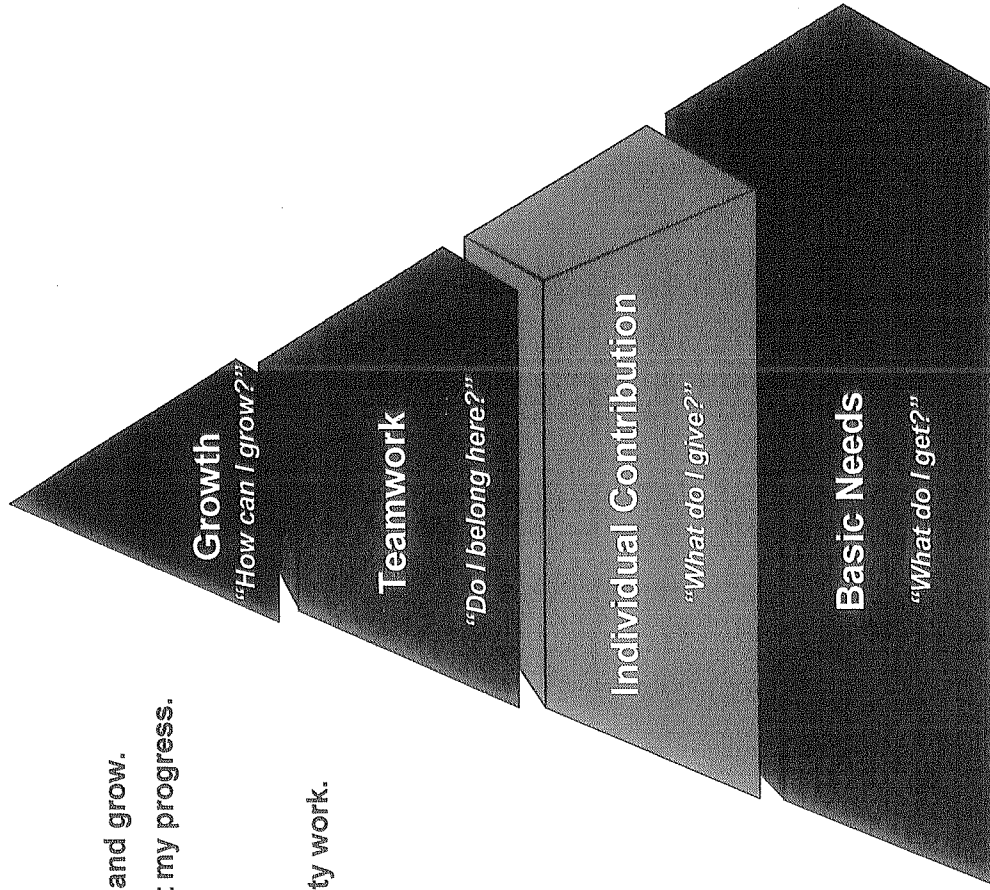 and grow.
my progress.
ty work.
Growth
“How can I grow?”
Teamwork
“Do I belong here?”
Individual Contribution
“What do I give?”
Basic Needs
“What do I get?”